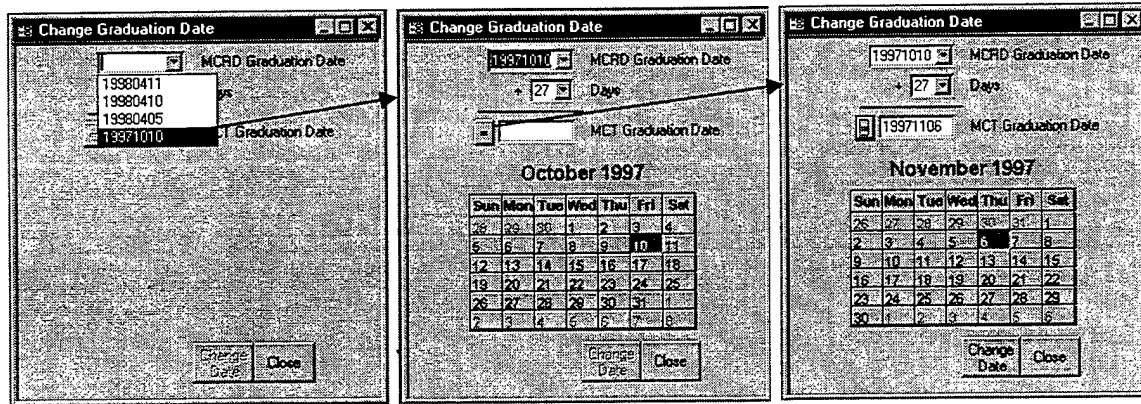 Change Graduation Date
MCRD Graduation Date
19980411
19980410
19980405
19971010
ys
CT Graduation Date
Change Date
Close
Change Graduation Date
19971010 MCRD Graduation Date
+ 27 Days
= MCT Graduation Date
October 1997
Sun Mon Tue Wed Thu Fri Sat
28 29 30 1 2 3 4
5 6 7 8 9 10 11
12 13 14 15 16 17 18
19 20 21 22 23 24 25
26 27 28 29 30 31 1
2 3 4 5 6 7 8
Change
Date
Close
Change Graduation Date
19971010 MCRD Graduation Date
+ 27 Days
= 19971106 MCT Graduation Date
November 1997
Sun Mon Tue Wed Thu Fri Sat
26 27 28 29 30 31 1
2 3 4 5 6 7 8
9 10 11 12 13 14 15
16 17 18 19 20 21 22
23 24 25 26 27 28 29
30 1 2 3 4 5 6
Change
Date
Close